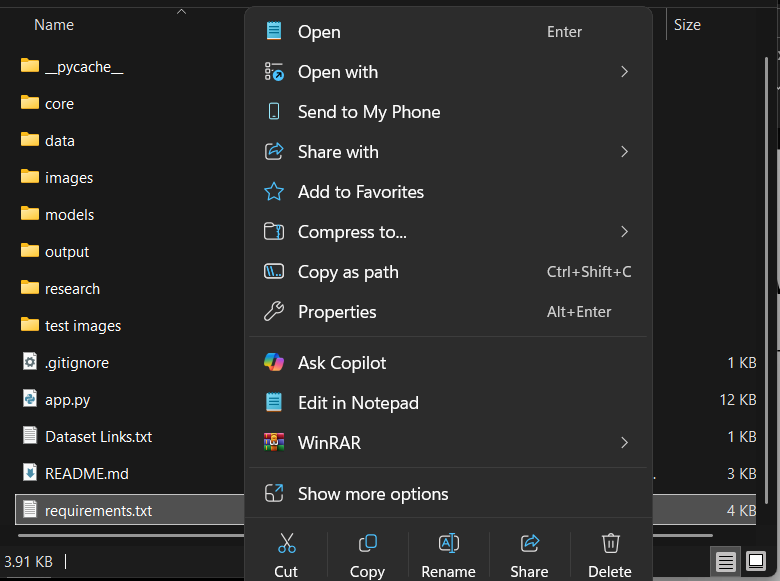 Name
Size
__pycache__
core
data
images
models
output
research
test images
.gitignore
1 KB
app.py
12 KB
Dataset Links.txt
1 KB
README.md
3 KB
requirements.txt
4 KB
3.91 KB
Open
Enter
Open with
Send to My Phone
Share with
Add to Favorites
Compress to...
Copy as path
Ctrl+Shift+C
Properties
Alt+Enter
Ask Copilot
Edit in Notepad
WinRAR
Show more options
Cut
Copy
Rename
Share
Delete